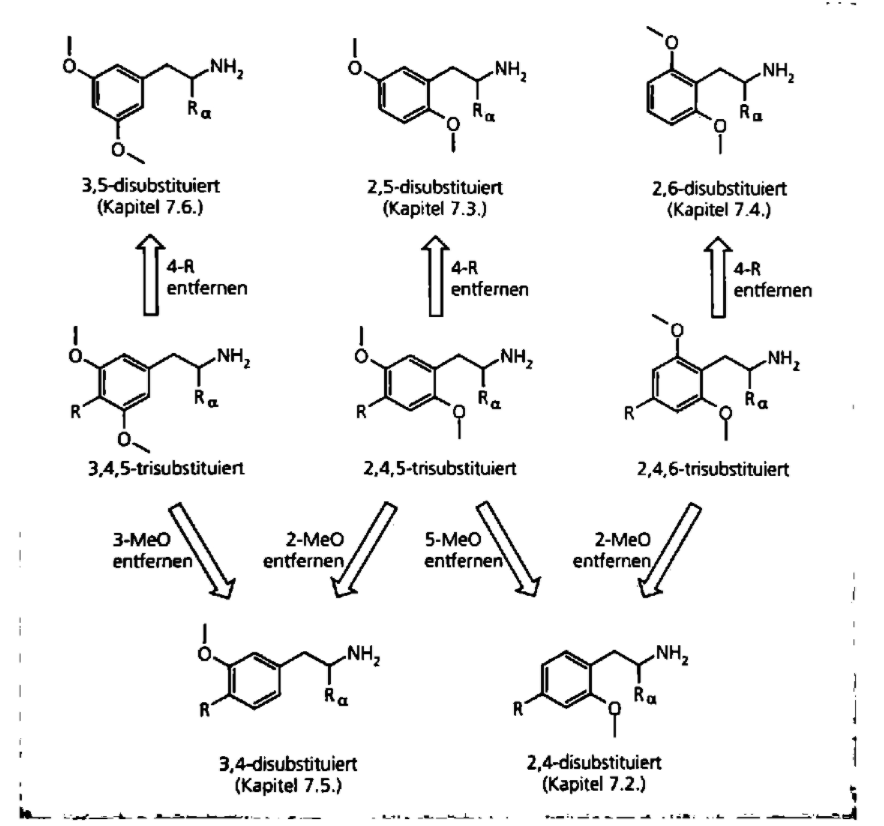 O
NH2
Rα
O
3,5-disubstituiert
(Kapitel 7.6.)
O
NH2
Rα
O
2,5-disubstituiert
(Kapitel 7.3.)
O
NH2
Rα
O
2,6-disubstituiert
(Kapitel 7.4.)
4-R
entfernen
4-R
entfernen
4-R
entfernen
O
NH2
R
Rα
O
3,4,5-trisubstituiert
O
NH2
R
Rα
O
2,4,5-trisubstituiert
O
NH2
R
Rα
O
2,4,6-trisubstituiert
3-MeO
entfernen
2-MeO
entfernen
5-MeO
entfernen
2-MeO
entfernen
O
NH2
R
Rα
3,4-disubstituiert
(Kapitel 7.5.)
NH2
R
Rα
O
2,4-disubstituiert
(Kapitel 7.2.)